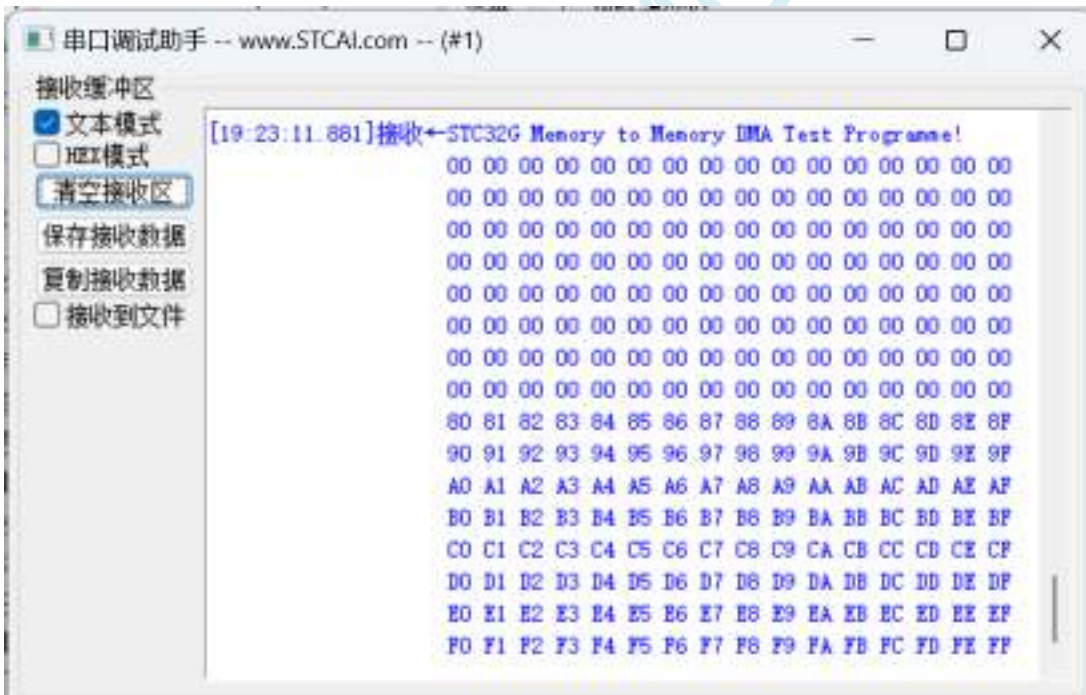 串口调试助手 -- www.STCAI.com -- (#1)
接收缓冲区
文本模式
HEX模式
清空接收区
保存接收数据
复制接收数据
接收到文件
[19:23:11.881]接收←STC32G Memory to Memory DMA Test Programme!
00 00 00 00 00 00 00 00 00 00 00 00 00 00 00 00
00 00 00 00 00 00 00 00 00 00 00 00 00 00 00 00
00 00 00 00 00 00 00 00 00 00 00 00 00 00 00 00
00 00 00 00 00 00 00 00 00 00 00 00 00 00 00 00
00 00 00 00 00 00 00 00 00 00 00 00 00 00 00 00
00 00 00 00 00 00 00 00 00 00 00 00 00 00 00 00
00 00 00 00 00 00 00 00 00 00 00 00 00 00 00 00
00 00 00 00 00 00 00 00 00 00 00 00 00 00 00 00
80 81 82 83 84 85 86 87 88 89 8A 8B 8C 8D 8E 8F
90 91 92 93 94 95 96 97 98 99 9A 9B 9C 9D 9E 9F
A0 A1 A2 A3 A4 A5 A6 A7 A8 A9 AA AB AC AD AE AF
B0 B1 B2 B3 B4 B5 B6 B7 B8 B9 BA BB BC BD BE BF
C0 C1 C2 C3 C4 C5 C6 C7 C8 C9 CA CB CC CD CE CF
D0 D1 D2 D3 D4 D5 D6 D7 D8 D9 DA DB DC DD DE DF
E0 E1 E2 E3 E4 E5 E6 E7 E8 E9 EA EB EC ED EE EF
F0 F1 F2 F3 F4 F5 F6 F7 F8 F9 FA FB FC FD FE FF